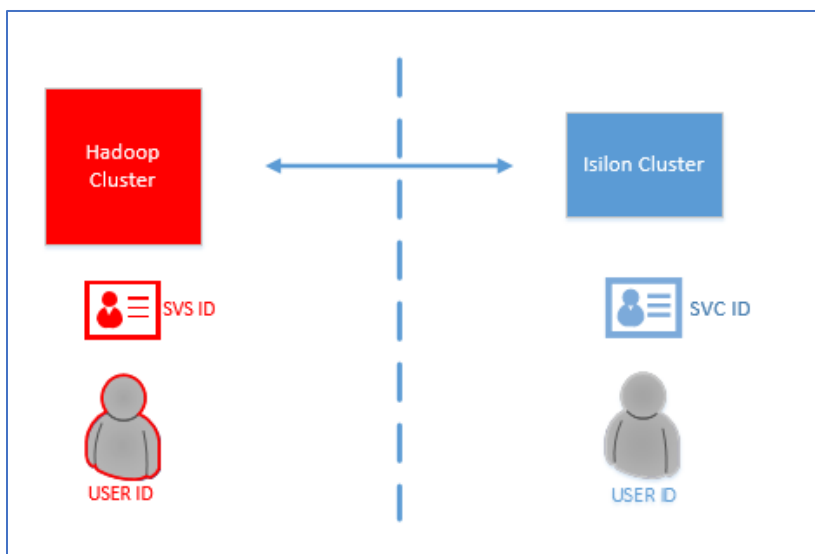 Hadoop
Cluster
Isilon Cluster
SVS ID
SVC ID
USER ID
USER ID